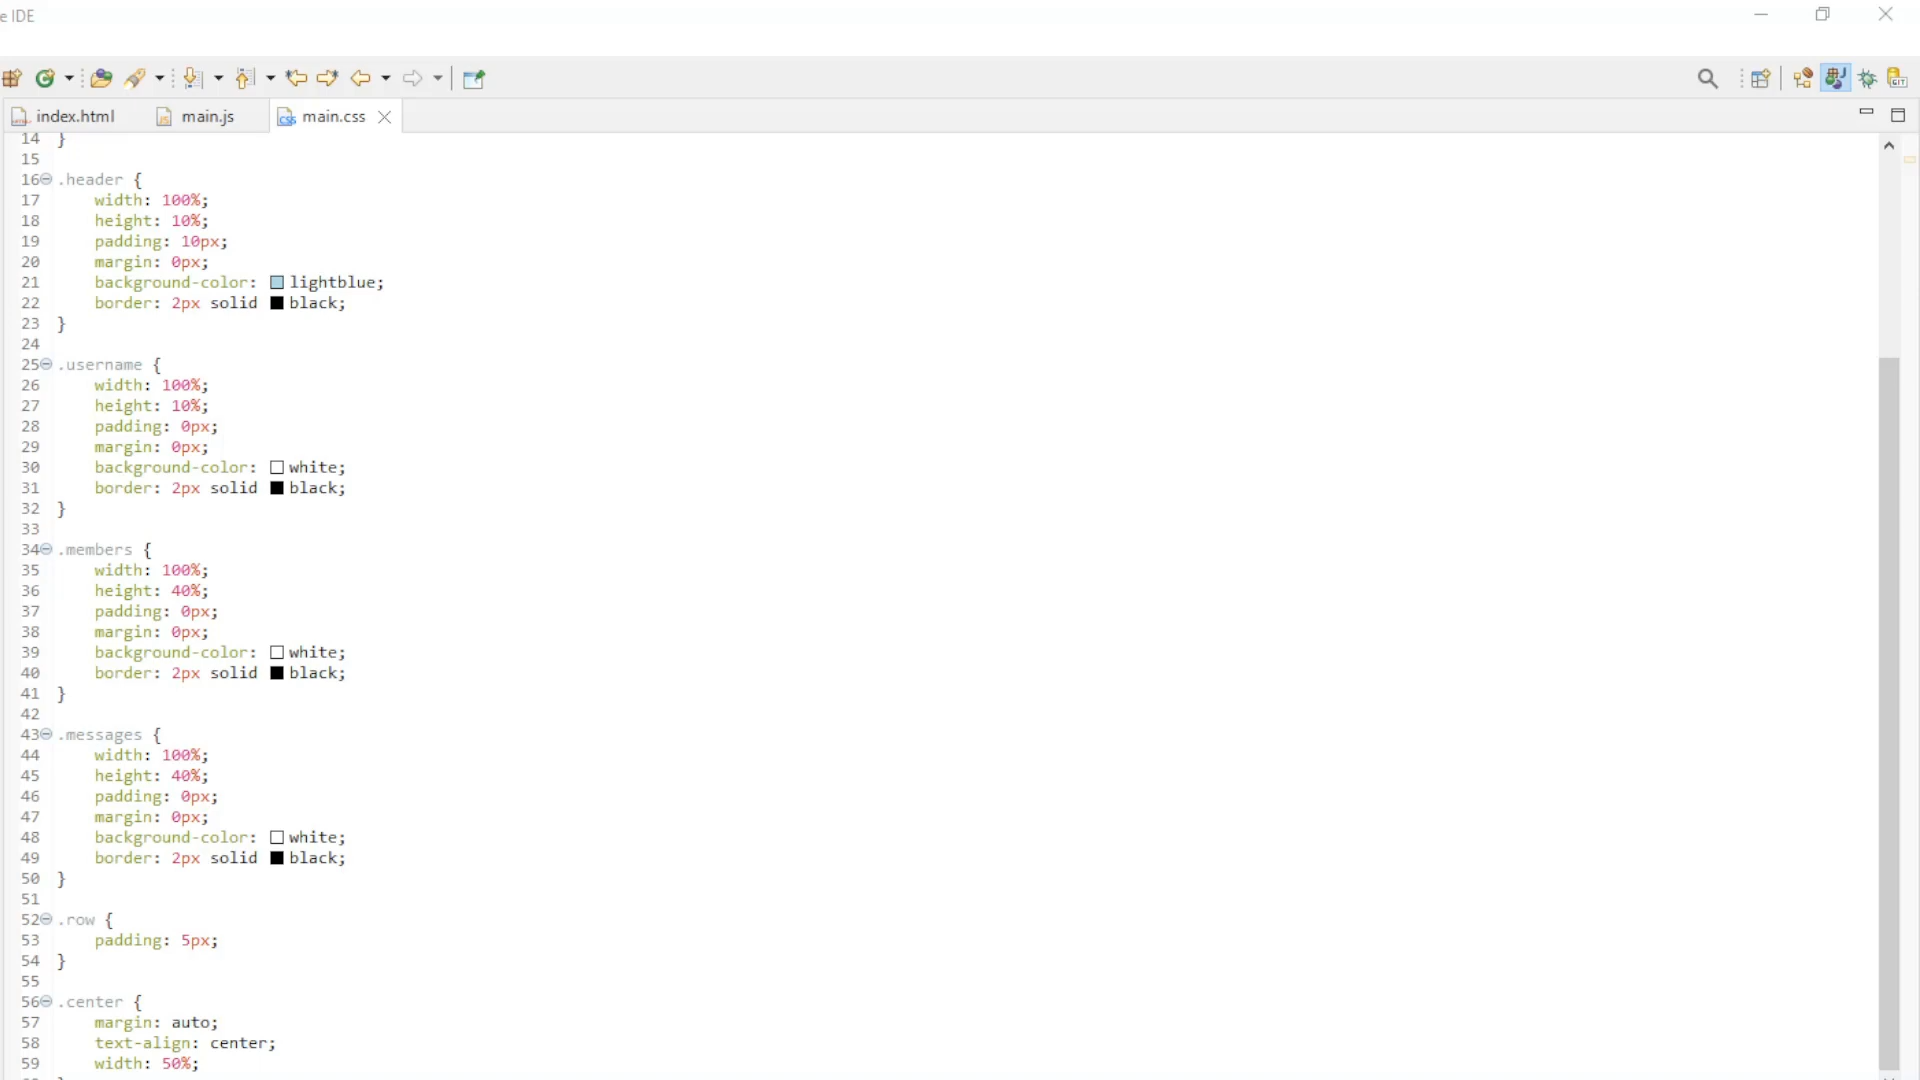 e IDE
index.html main.js main.css
14 }
15
16 .header {
17 width: 100%;
18 height: 10%;
19 padding: 10px;
20 margin: 0px;
21 background-color: lightblue;
22 border: 2px solid black;
23 }
24
25 .username {
26 width: 100%;
27 height: 10%;
28 padding: 0px;
29 margin: 0px;
30 background-color: white;
31 border: 2px solid black;
32 }
33
34 .members {
35 width: 100%;
36 height: 40%;
37 padding: 0px;
38 margin: 0px;
39 background-color: white;
40 border: 2px solid black;
41 }
42
43 .messages {
44 width: 100%;
45 height: 40%;
46 padding: 0px;
47 margin: 0px;
48 background-color: white;
49 border: 2px solid black;
50 }
51
52 .row {
53 padding: 5px;
54 }
55
56 .center {
57 margin: auto;
58 text-align: center;
59 width: 50%;